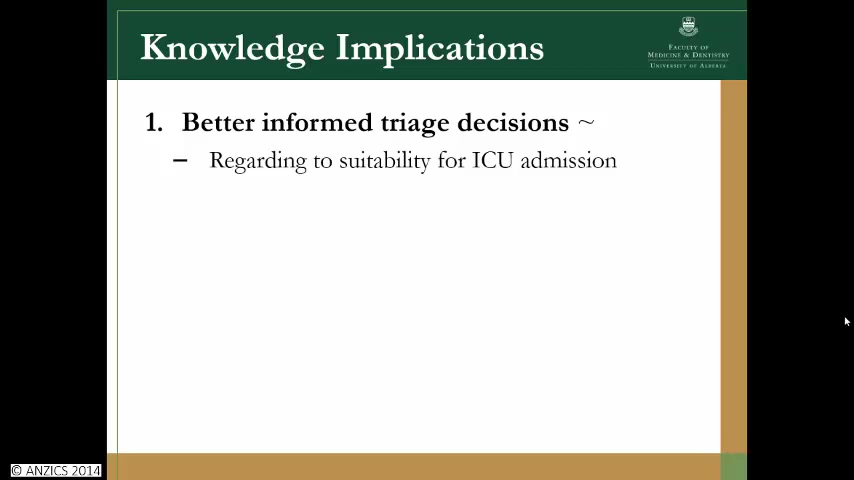 Knowledge Implications
FACULTY OF
MEDICINE & DENTISTRY
UNIVERSITY OF ALBERTA
1. Better informed triage decisions ~
– Regarding to suitability for ICU admission
© ANZICS 2014